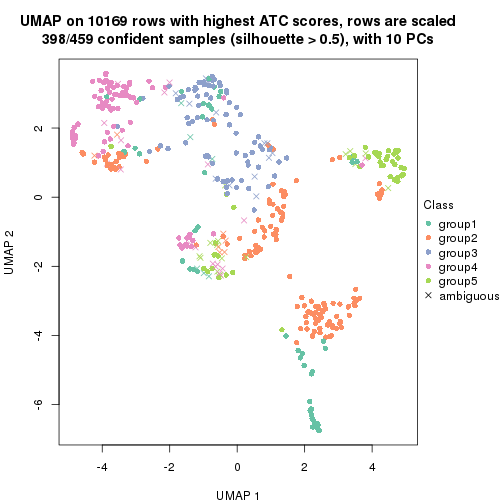 UMAP on 10169 rows with highest ATC scores, rows are scaled
398/459 confident samples (silhouette > 0.5), with 10 PCs
2
0
-2
-4
-6
UMAP 2
-4
-2
0
2
4
UMAP 1
Class
group1
group2
group3
group4
group5
ambiguous